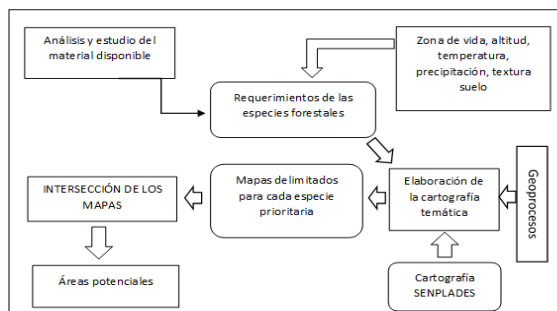 Análisis y estudio del
material disponible
Zona de vida, altitud,
temperatura,
precipitación, textura
suelo
Requerimientos de las
especies forestales
INTERSECCIÓN DE LOS
MAPAS
Mapas delimitados
para cada especie
prioritaria
Elaboración de
la cartografía
temática
Geoprocesos
Áreas potenciales
Cartografía
SENPLADES